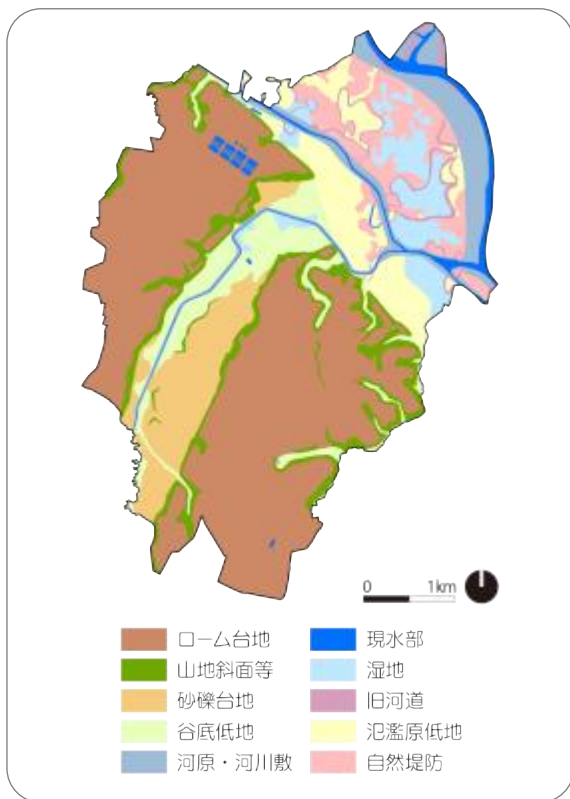 0 1km
ローム台地
山地斜面等
砂礫台地
谷底低地
河原・河川敷
現水部
湿地
旧河道
氾濫原低地
自然堤防